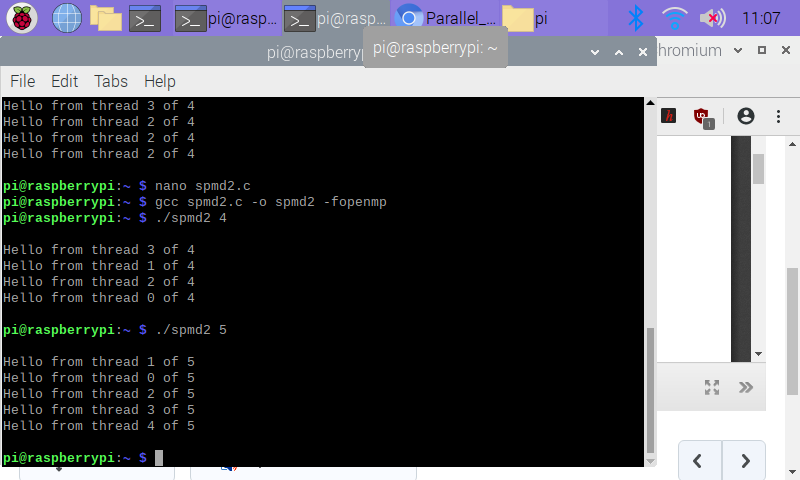 pi@rasp...
pi@rasp...
Parallel_...
pi
11:07
pi@raspberrypi: ~
hromium
File Edit Tabs Help
Hello from thread 3 of 4
Hello from thread 2 of 4
Hello from thread 2 of 4
Hello from thread 2 of 4
pi@raspberrypi:~ $ nano spmd2.c
pi@raspberrypi:~ $ gcc spmd2.c -o spmd2 -fopenmp
pi@raspberrypi:~ $ ./spmd2 4
Hello from thread 3 of 4
Hello from thread 1 of 4
Hello from thread 2 of 4
Hello from thread 0 of 4
pi@raspberrypi:~ $ ./spmd2 5
Hello from thread 1 of 5
Hello from thread 0 of 5
Hello from thread 2 of 5
Hello from thread 3 of 5
Hello from thread 4 of 5
pi@raspberrypi:~ $